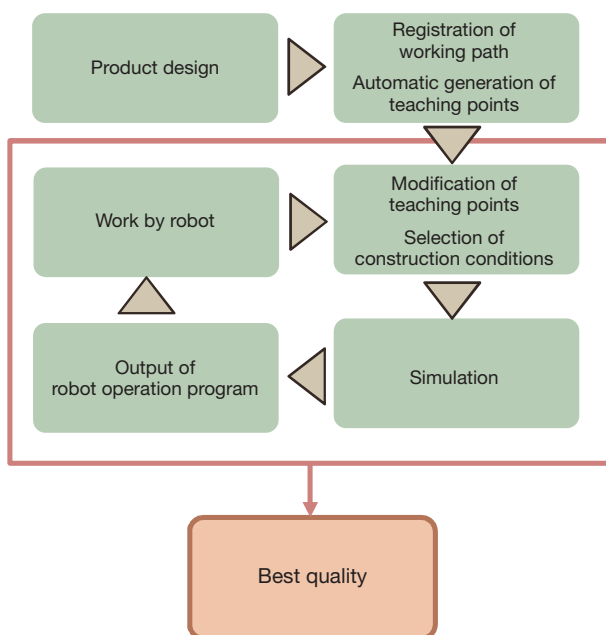 Product design
Registration of
working path
Automatic generation of
teaching points
Work by robot
Modification of
teaching points
Selection of
construction conditions
Output of
robot operation program
Simulation
Best quality